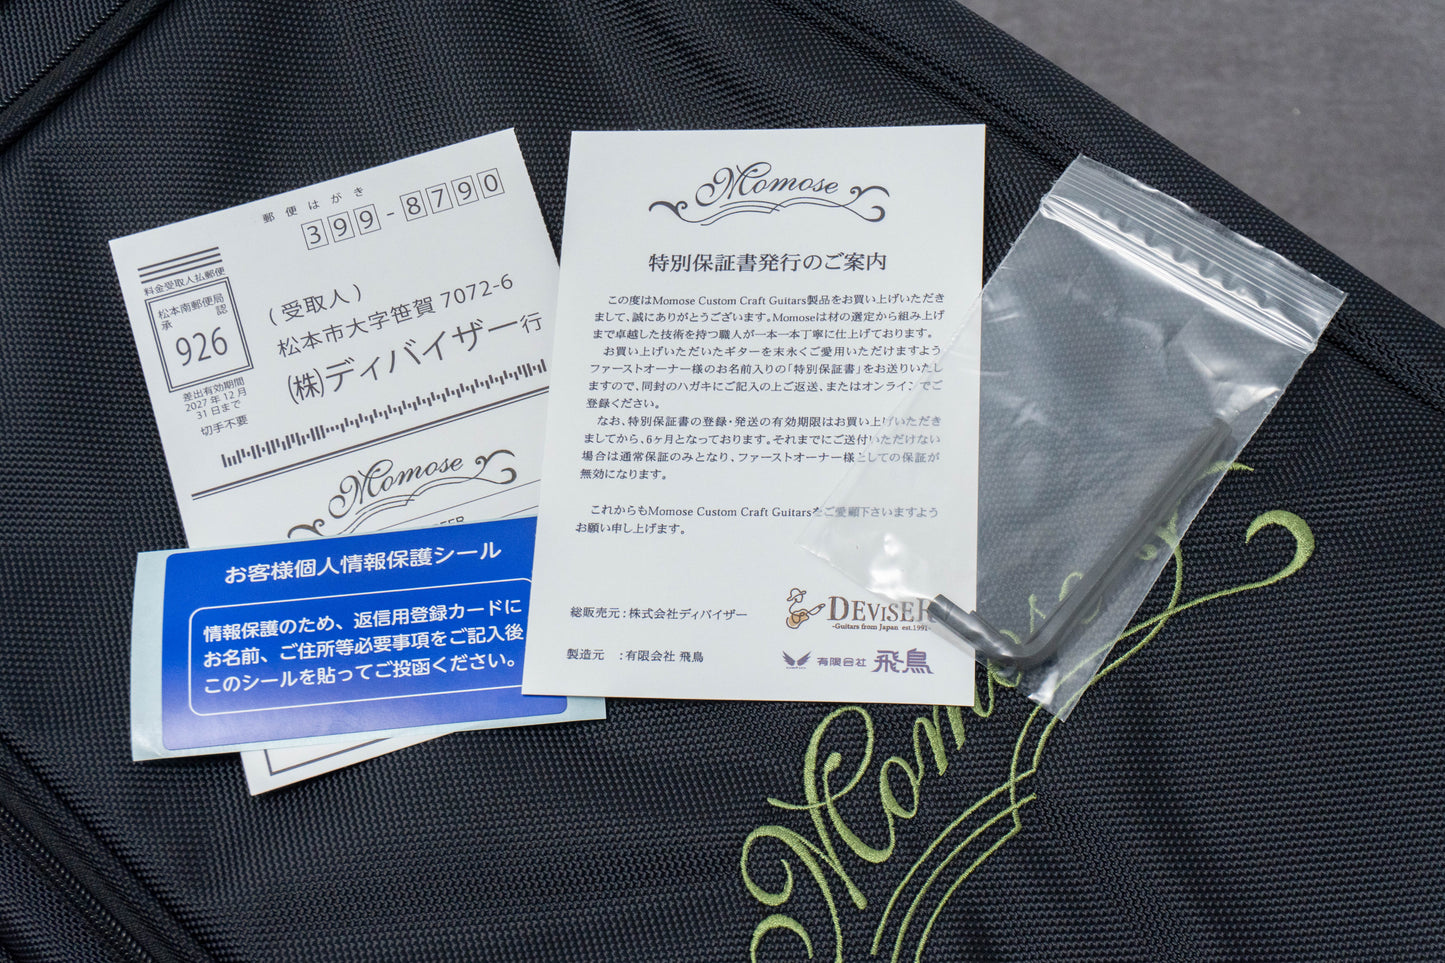 郵便はがき
399-8790
料金受取人払郵便
松本南郵便局
承認
926
差出有効期間
2027年12月
31日まで
切手不要
(受取人)
松本市大字笹賀 7072-6
(株)ディバイザー行
Momose
お客様個人情報保護シール
情報保護のため、返信用登録カードに
お名前、ご住所等必要事項をご記入後
このシールを貼ってご投函ください。
Momose
特別保証書発行のご案内
この度はMomose Custom Craft Guitars製品をお買い上げいただき
まして、誠にありがとうございます。Momoseは材の選定から組み上げ
まで卓越した技術を持つ職人が一本一本丁寧に仕上げております。
お買い上げいただいたギターを末永くご愛用いただけますよう
ファーストオーナー様のお名前入りの「特別保証書」をお送りいたし
ますので、同封のハガキにご記入の上ご返送、またはオンラインでご
登録ください。
なお、特別保証書の登録・発送の有効期限はお買い上げいただき
ましてから、6ヶ月となっております。それまでにご送付いただけない
場合は通常保証のみとなり、ファーストオーナー様としての保証が
無効になります。
これからもMomose Custom Craft Guitarsをご愛顧下さいますよう
お願い申し上げます。
総販売元:株式会社ディバイザー
DEVISER
-Guitars from Japan est.1991-
製造元 :有限会社 飛鳥
有限会社 飛鳥
Momose